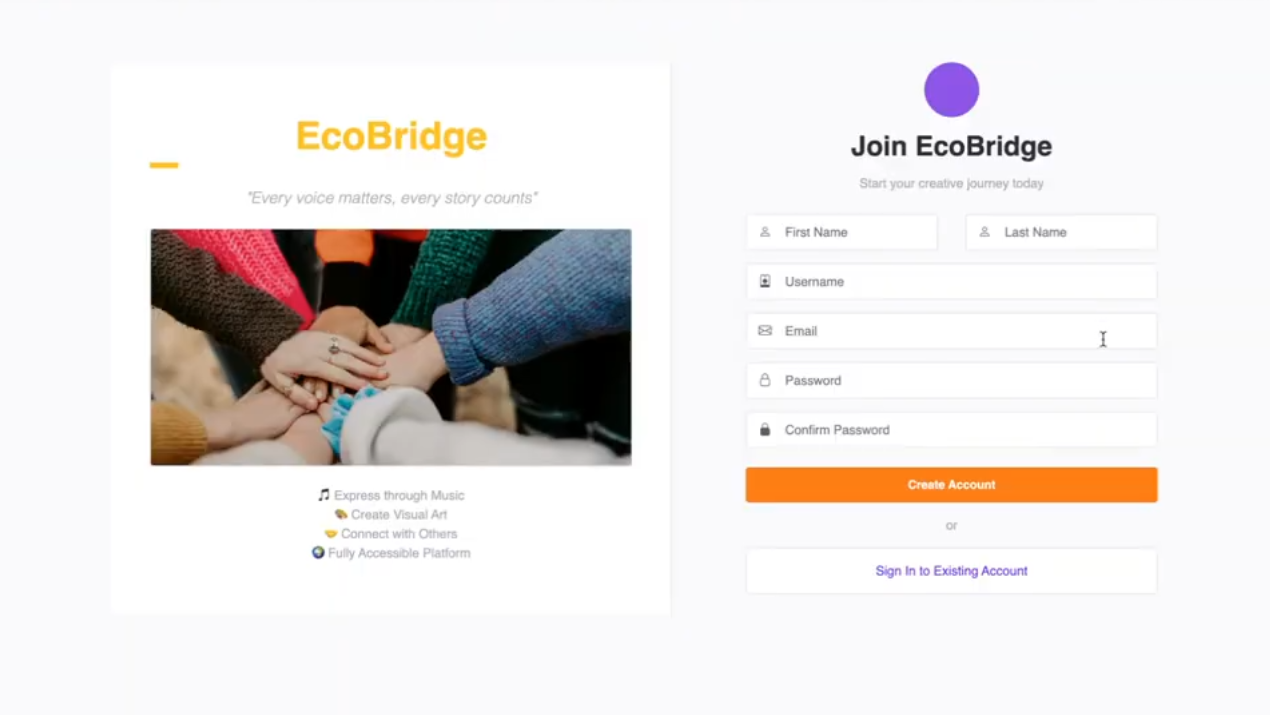 EcoBridge
"Every voice matters, every story counts"
🎵 Express through Music
🎨 Create Visual Art
🤝 Connect with Others
🌍 Fully Accessible Platform
Join EcoBridge
Start your creative journey today
First Name
Last Name
Username
Email
Password
Confirm Password
Create Account
or
Sign In to Existing Account